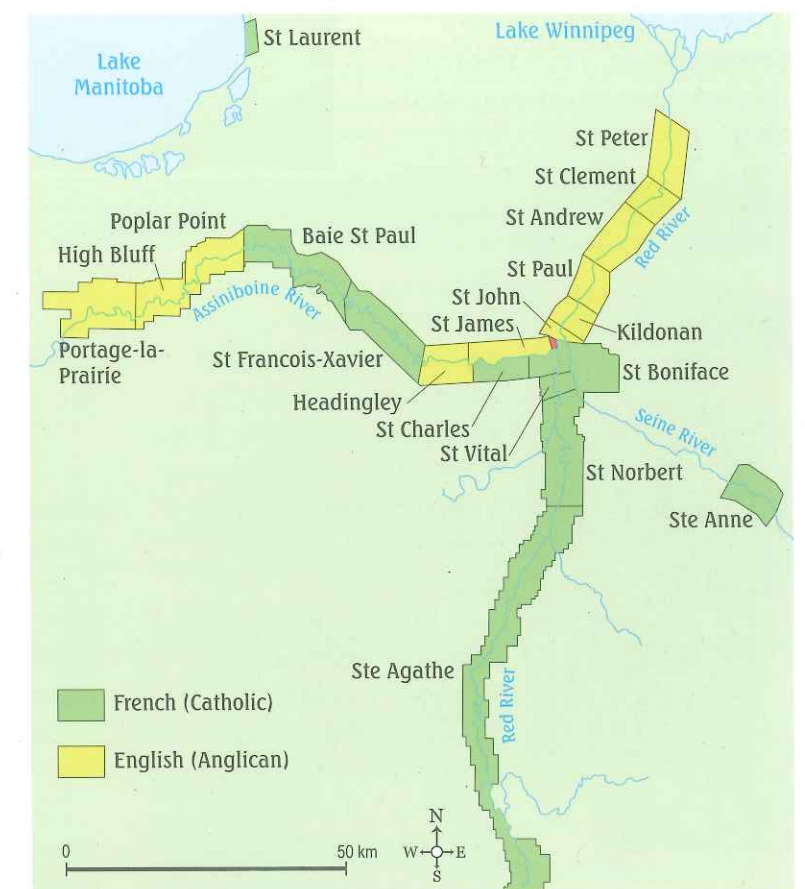 St Laurent
Lake Winnipeg
Lake
Manitoba
St Peter
St Clement
St Andrew
Red River
Poplar Point
Baie St Paul
High Bluff
St Paul
Assiniboine River
St John
St James
Kildonan
Portage-la-
Prairie
St Francois-Xavier
St Boniface
Headingley
St Charles
St Vital
Seine River
St Norbert
Ste Anne
Ste Agathe
Red River
French (Catholic)
English (Anglican)
N
W
E
S
0
50 km